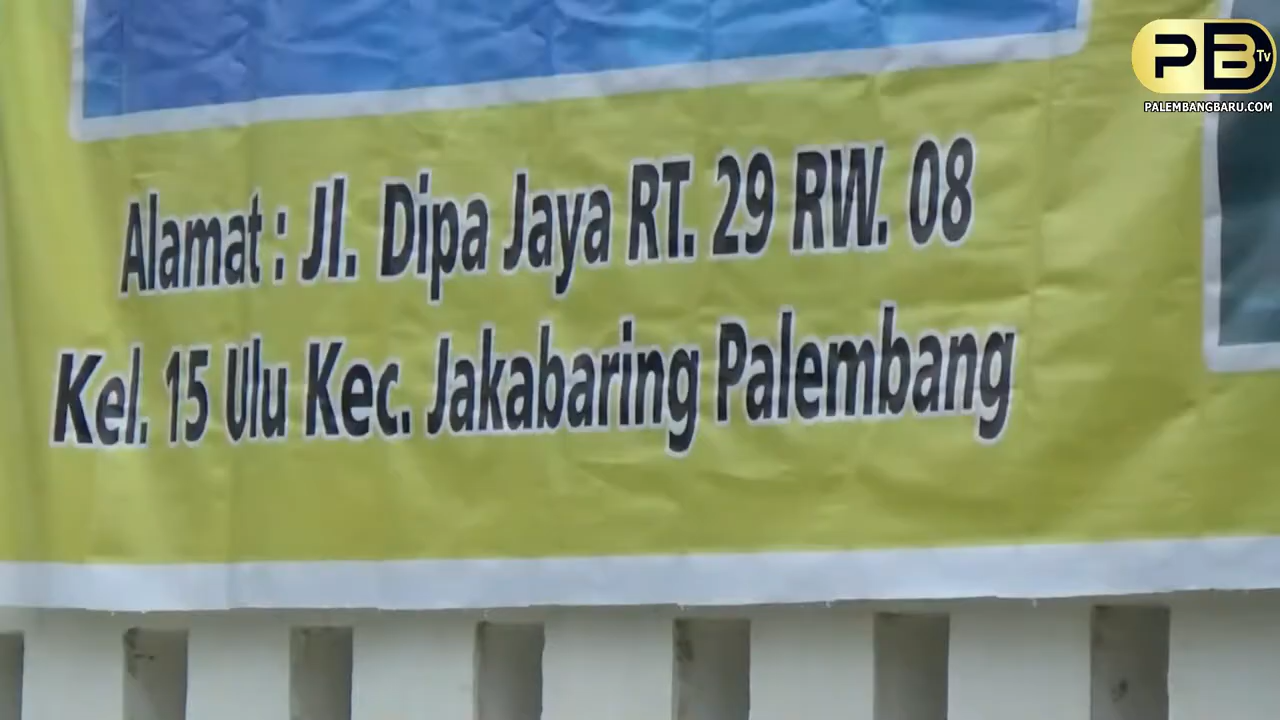 PB Tv
PALEMBANGBARU.COM
Alamat : Jl. Dipa Jaya RT. 29 RW. 08
Kel. 15 Ulu Kec. Jakabaring Palembang